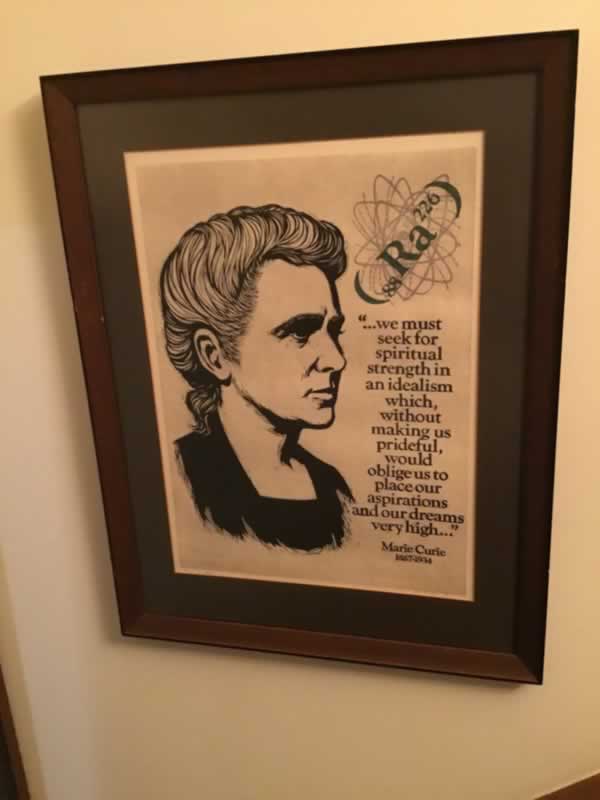 (88 Ra 226)
“...we must
seek for
spiritual
strength in
an idealism
which,
without
making us
prideful,
would
oblige us to
place our
aspirations
and our dreams
very high...”
Marie Curie
1867-1934